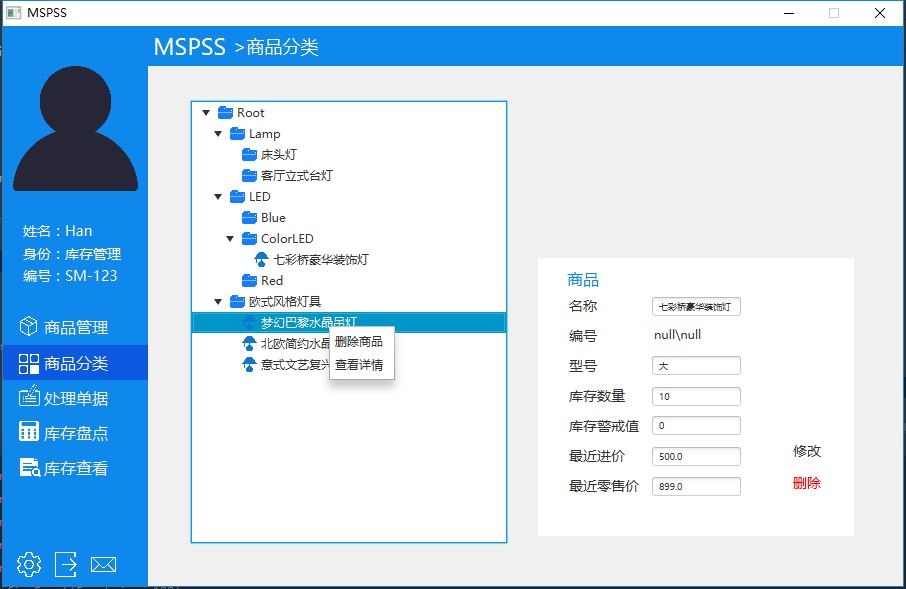 MSPSS
MSPSS >商品分类
姓名：Han
身份：库存管理
编号：SM-123
商品管理
商品分类
处理单据
库存盘点
库存查看
Root
Lamp
床头灯
客厅立式台灯
LED
Blue
ColorLED
七彩桥豪华装饰灯
Red
欧式风格灯具
梦幻巴黎水晶吊灯
北欧简约水晶
意式文艺复兴
删除商品
查看详情
商品
名称 七彩桥豪华装饰灯
编号 null\null
型号 大
库存数量 10
库存警戒值 0
最近进价 500.0
最近零售价 899.0
修改
删除